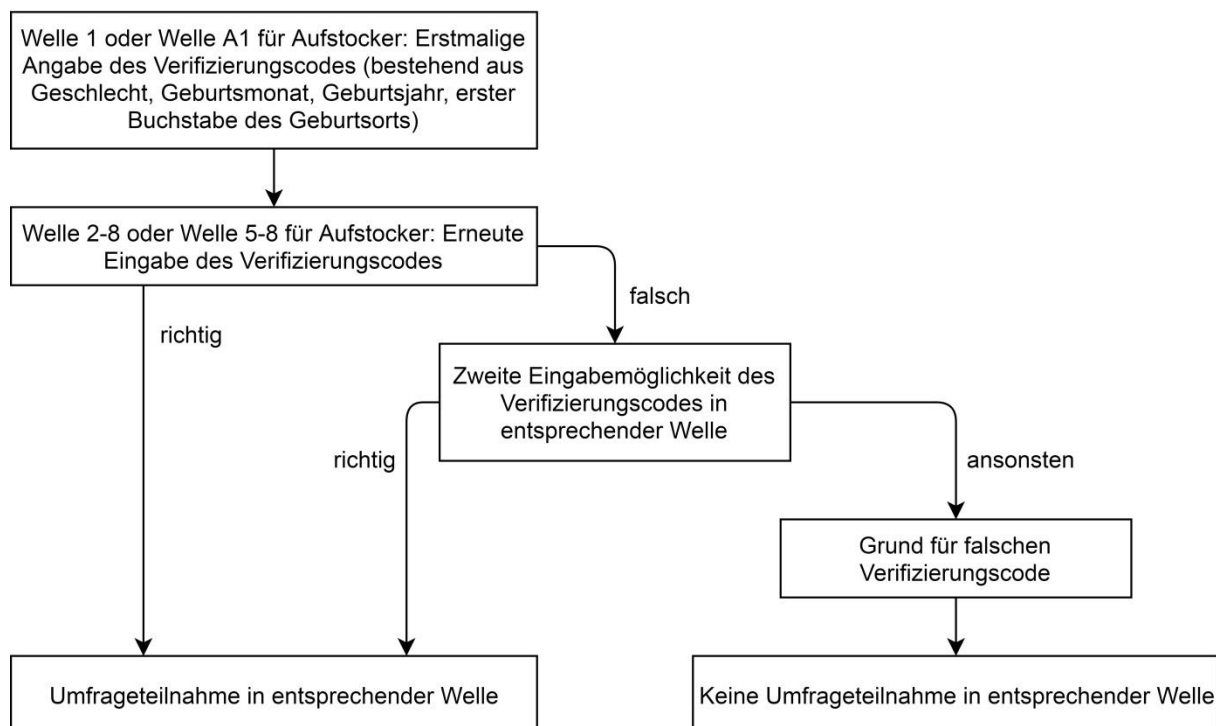 Welle 1 oder Welle A1 für Aufstocker: Erstmalige
Angabe des Verifizierungscodes (bestehend aus
Geschlecht, Geburtsmonat, Geburtsjahr, erster
Buchstabe des Geburtsorts)
Welle 2-8 oder Welle 5-8 für Aufstocker: Erneute
Eingabe des Verifizierungscodes
falsch
richtig
Zweite Eingabemöglichkeit des
Verifizierungscodes in
entsprechender Welle
richtig
ansonsten
Grund für falschen
Verifizierungscode
Umfrageteilnahme in entsprechender Welle
Keine Umfrageteilnahme in entsprechender Welle